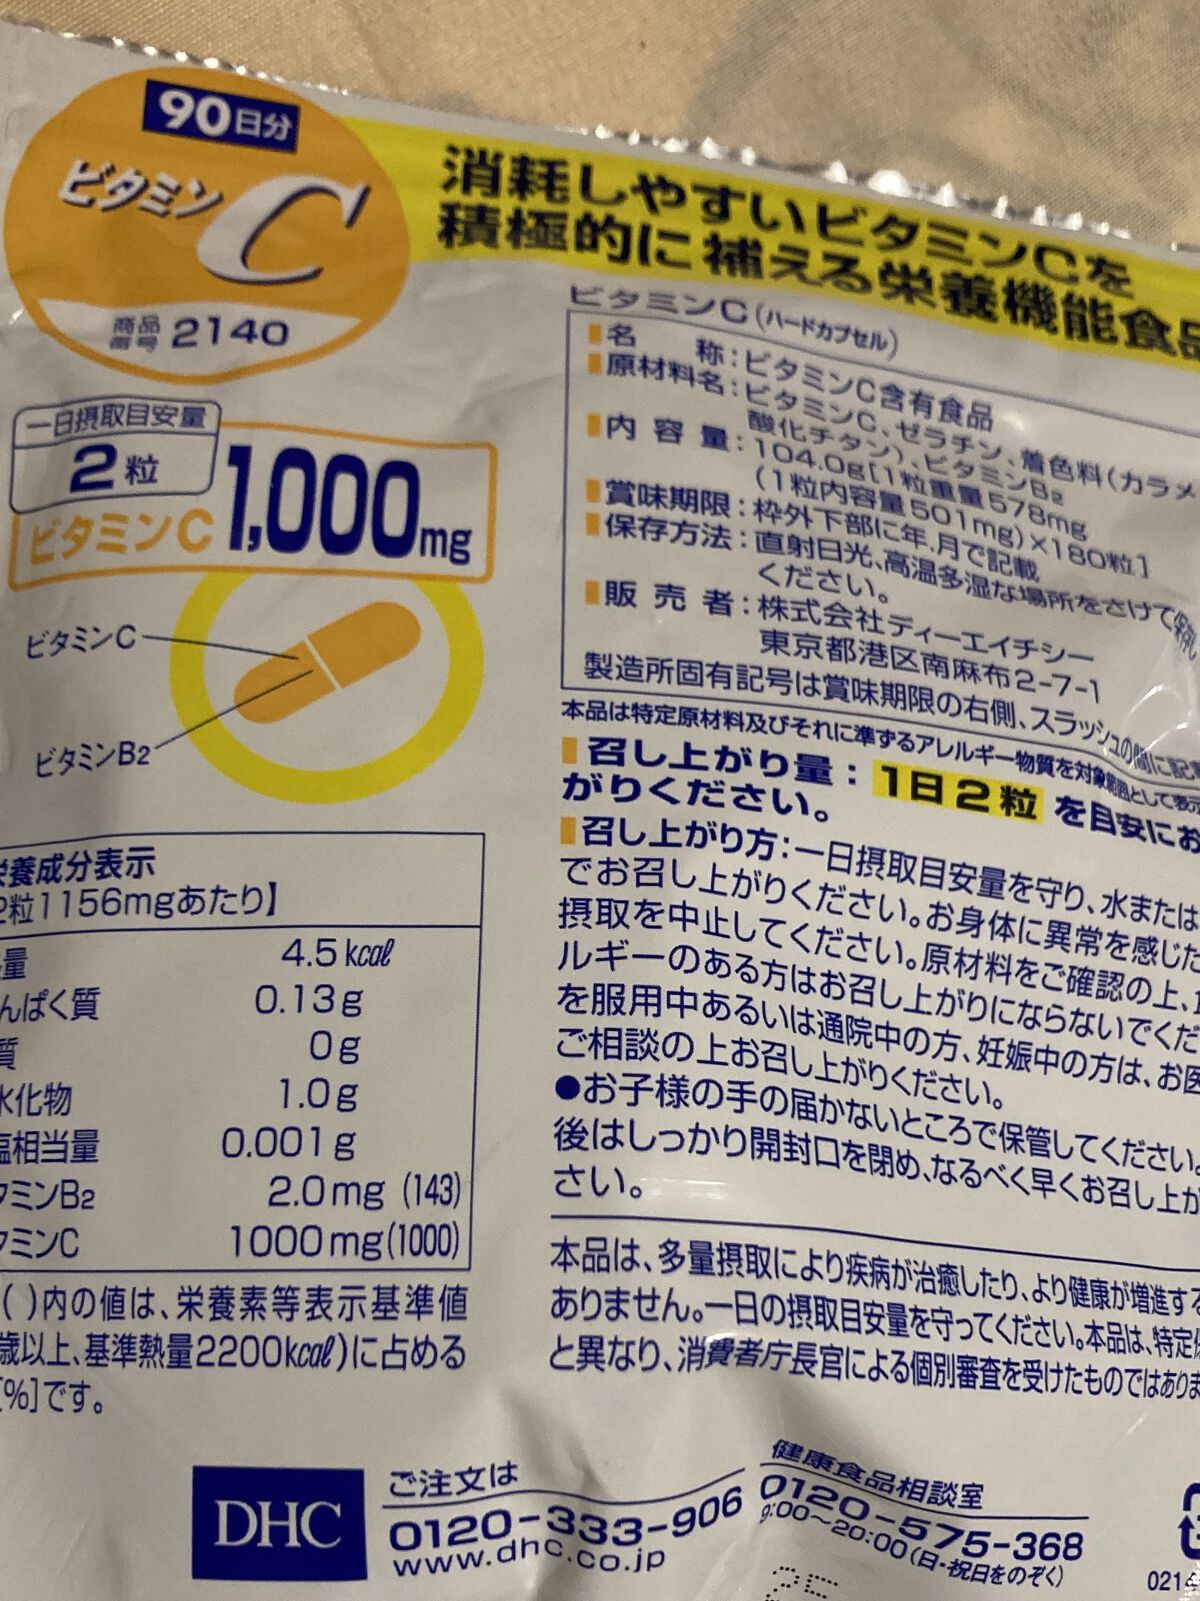 90日分
ビタミンC
商品番号 2140
消耗しやすいビタミンCを
積極的に補える栄養機能食品
一日摂取目安量
2粒
ビタミンC 1,000mg
ビタミンC
ビタミンB2
ビタミンC(ハードカプセル)
名 称:ビタミンC含有食品
原材料名:ビタミンC、ゼラチン、着色料(カラメ
酸化チタン)、ビタミンB2
内 容 量:104.0g[1粒重量578mg
(1粒内容量501mg)×180粒]
賞味期限:枠外下部に年.月で記載
保存方法:直射日光、高温多湿な場所をさけて保存し
ください。
販 売 者:株式会社ディーエイチシー
東京都港区南麻布2-7-1
製造所固有記号は賞味期限の右側、スラッシュの間に記載
本品は特定原材料及びそれに準ずるアレルギー物質を対象範囲として表示
召し上がり量:1日2粒を目安にお
がりください。
召し上がり方:一日摂取目安量を守り、水または
でお召し上がりください。お身体に異常を感じた
摂取を中止してください。原材料をご確認の上、
ルギーのある方はお召し上がりにならないでくだ
を服用中あるいは通院中の方、妊娠中の方は、お医
ご相談の上お召し上がりください。
●お子様の手の届かないところで保管してください。
後はしっかり開封口を閉め、なるべく早くお召し上が
さい。
栄養成分表示
2粒1156mgあたり】
量 4.5kcal
んぱく質 0.13g
質 0g
水化物 1.0g
塩相当量 0.001g
タミンB2 2.0mg (143)
タミンC 1000mg(1000)
( )内の値は、栄養素等表示基準値
歳以上、基準熱量2200kcal)に占める
[%]です。
本品は、多量摂取により疾病が治癒したり、より健康が増進する
ありません。一日の摂取目安量を守ってください。本品は、特定保
と異なり、消費者庁長官による個別審査を受けたものではありま
DHC
ご注文は
0120-333-906
www.dhc.co.jp
健康食品相談室
0120-575-368
9:00～20:00(日・祝日をのぞく)
0214
25